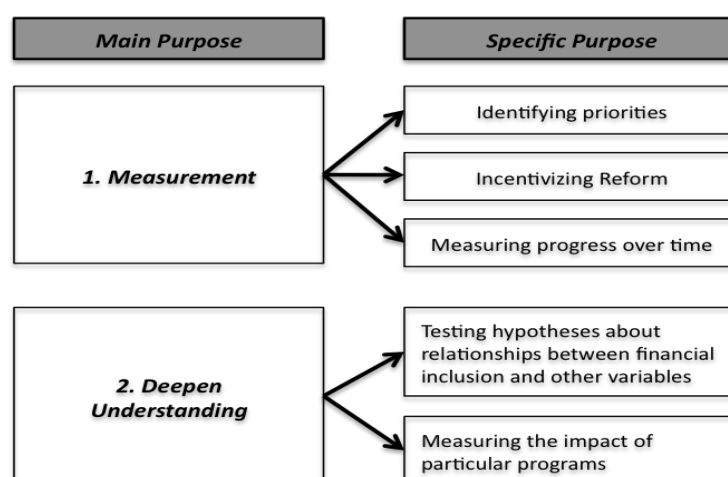 Main Purpose
Specific Purpose
1. Measurement
Identifying priorities
Incentivizing Reform
Measuring progress over time
2. Deepen
Understanding
Testing hypotheses about
relationships between financial
inclusion and other variables
Measuring the impact of
particular programs